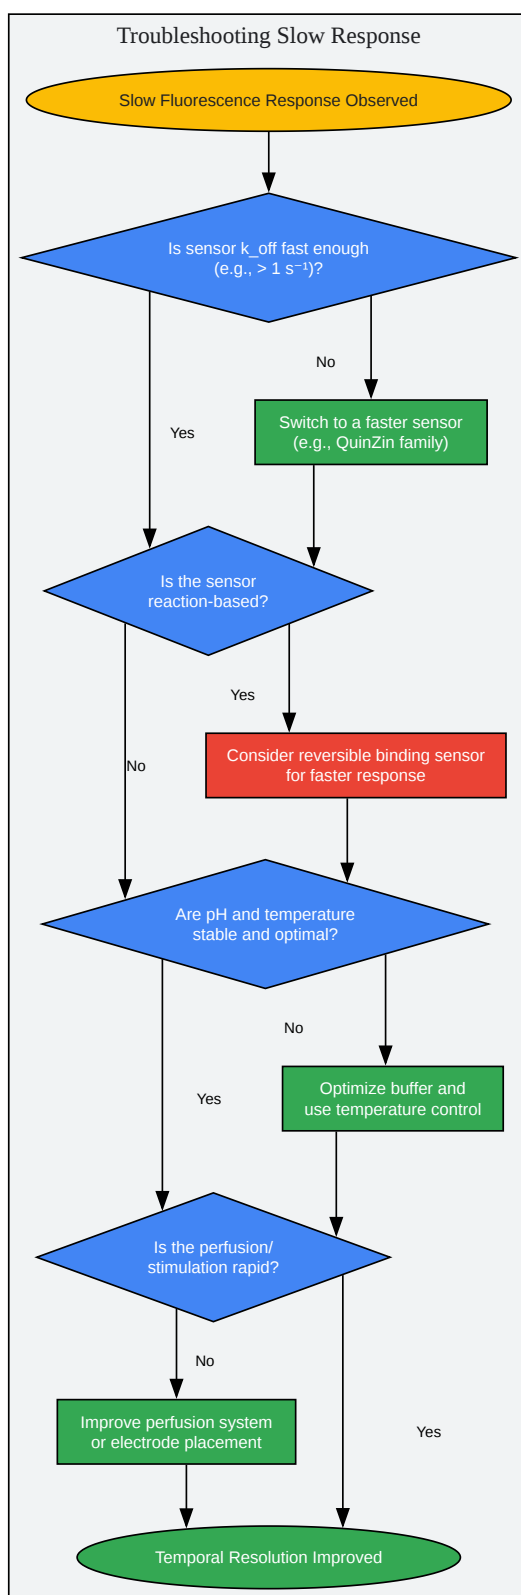 Troubleshooting Slow Response
Slow Fluorescence Response Observed
Is sensor k_off fast enough
(e.g., > 1 s⁻¹)?
No
Switch to a faster sensor
(e.g., QuinZin family)
Yes
Is the sensor
reaction-based?
Yes
Consider reversible binding sensor
for faster response
No
Are pH and temperature
stable and optimal?
No
Optimize buffer and
use temperature control
Yes
Is the perfusion/
stimulation rapid?
No
Improve perfusion system
or electrode placement
Yes
Temporal Resolution Improved